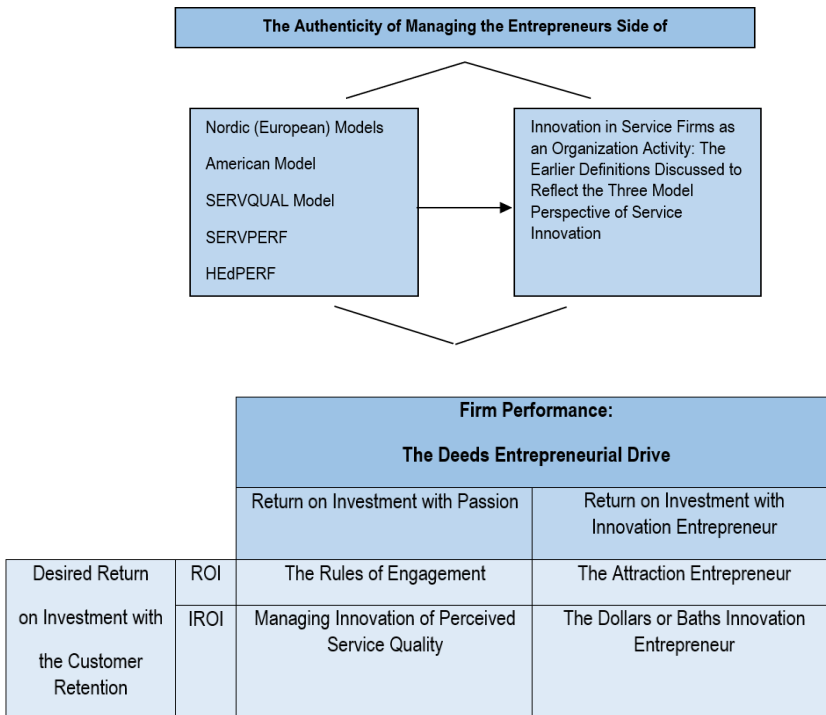 The Authenticity of Managing the Entrepreneurs Side of
Nordic (European) Models
American Model
SERVQUAL Model
SERVPERF
HEdPERF
Innovation in Service Firms as
an Organization Activity: The
Earlier Definitions Discussed to
Reflect the Three Model
Perspective of Service
Innovation
Firm Performance:
The Deeds Entrepreneurial Drive
Return on Investment with Passion
Return on Investment with
Innovation Entrepreneur
Desired Return
on Investment with
the Customer
Retention
ROI
The Rules of Engagement
The Attraction Entrepreneur
IROI
Managing Innovation of Perceived
Service Quality
The Dollars or Baths Innovation
Entrepreneur